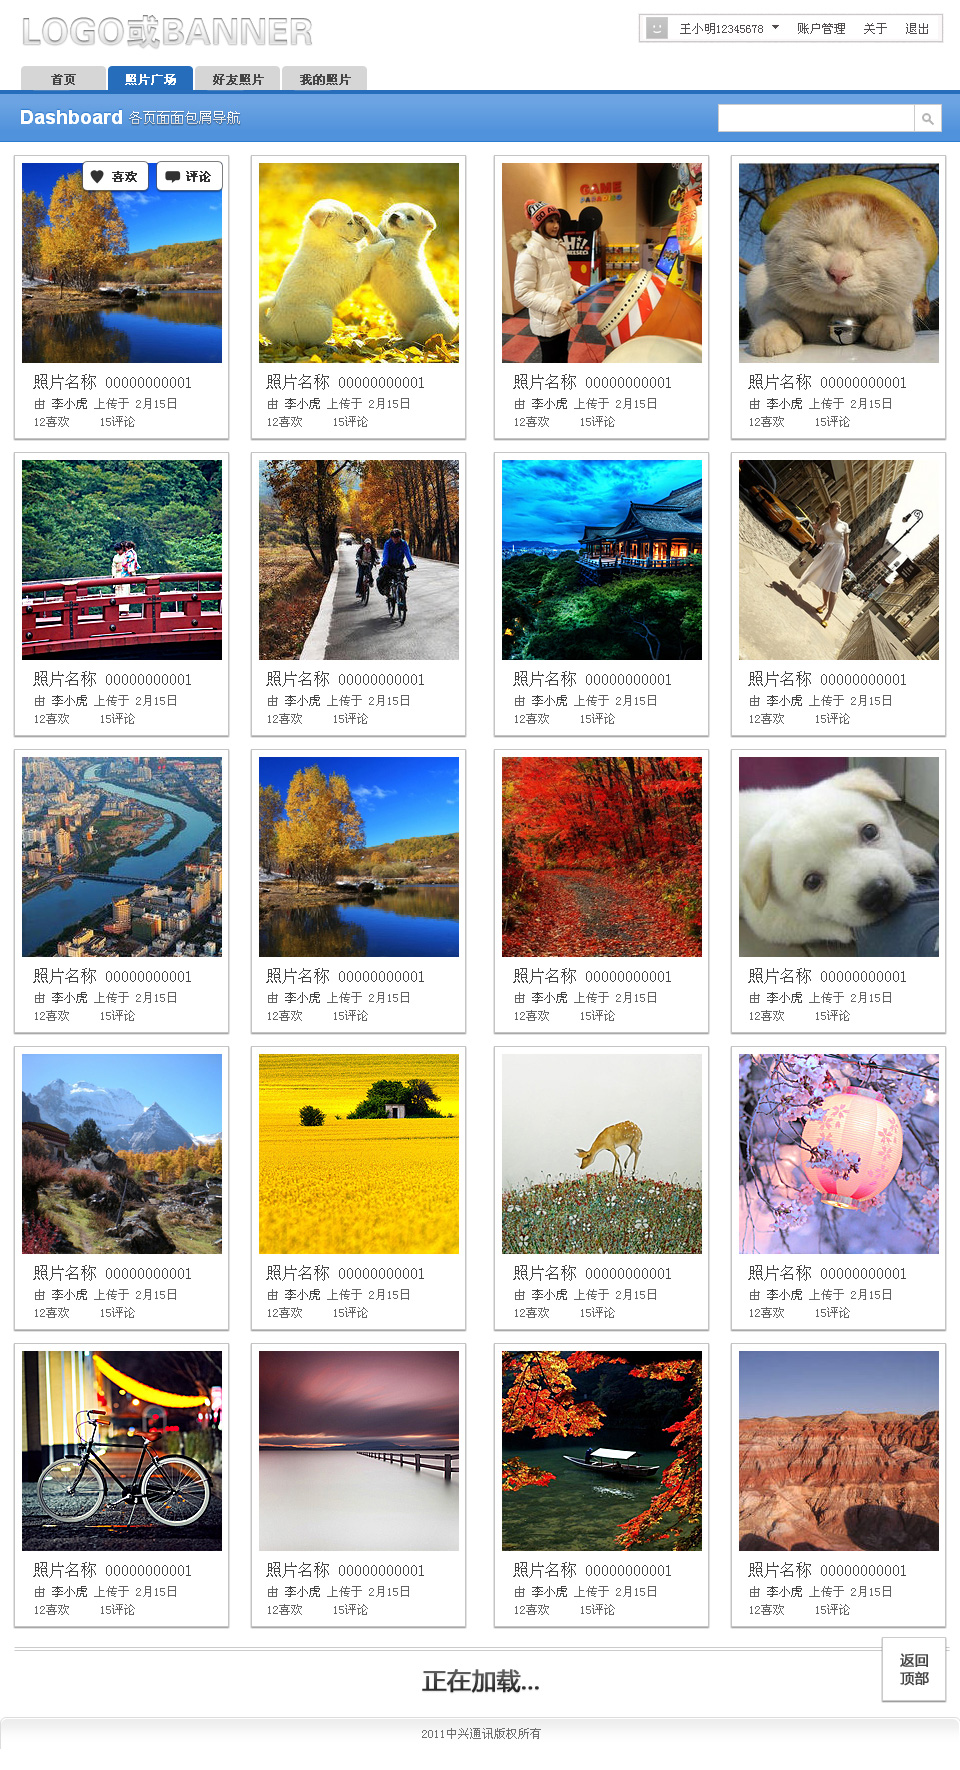 LOGO或BANNER
王小明12345678 账户管理 关于 退出
首页 照片广场 好友照片 我的照片
Dashboard 各页面面包屑导航
喜欢 评论
GAME
Hi!
照片名称 00000000001 照片名称 00000000001 照片名称 00000000001 照片名称 00000000001
由 李小虎 上传于 2月15日 由 李小虎 上传于 2月15日 由 李小虎 上传于 2月15日 由 李小虎 上传于 2月15日
12喜欢 15评论 12喜欢 15评论 12喜欢 15评论 12喜欢 15评论
照片名称 00000000001 照片名称 00000000001 照片名称 00000000001 照片名称 00000000001
由 李小虎 上传于 2月15日 由 李小虎 上传于 2月15日 由 李小虎 上传于 2月15日 由 李小虎 上传于 2月15日
12喜欢 15评论 12喜欢 15评论 12喜欢 15评论 12喜欢 15评论
照片名称 00000000001 照片名称 00000000001 照片名称 00000000001 照片名称 00000000001
由 李小虎 上传于 2月15日 由 李小虎 上传于 2月15日 由 李小虎 上传于 2月15日 由 李小虎 上传于 2月15日
12喜欢 15评论 12喜欢 15评论 12喜欢 15评论 12喜欢 15评论
照片名称 00000000001 照片名称 00000000001 照片名称 00000000001 照片名称 00000000001
由 李小虎 上传于 2月15日 由 李小虎 上传于 2月15日 由 李小虎 上传于 2月15日 由 李小虎 上传于 2月15日
12喜欢 15评论 12喜欢 15评论 12喜欢 15评论 12喜欢 15评论
照片名称 00000000001 照片名称 00000000001 照片名称 00000000001 照片名称 00000000001
由 李小虎 上传于 2月15日 由 李小虎 上传于 2月15日 由 李小虎 上传于 2月15日 由 李小虎 上传于 2月15日
12喜欢 15评论 12喜欢 15评论 12喜欢 15评论 12喜欢 15评论
返回
顶部
正在加载...
2011中兴通讯版权所有